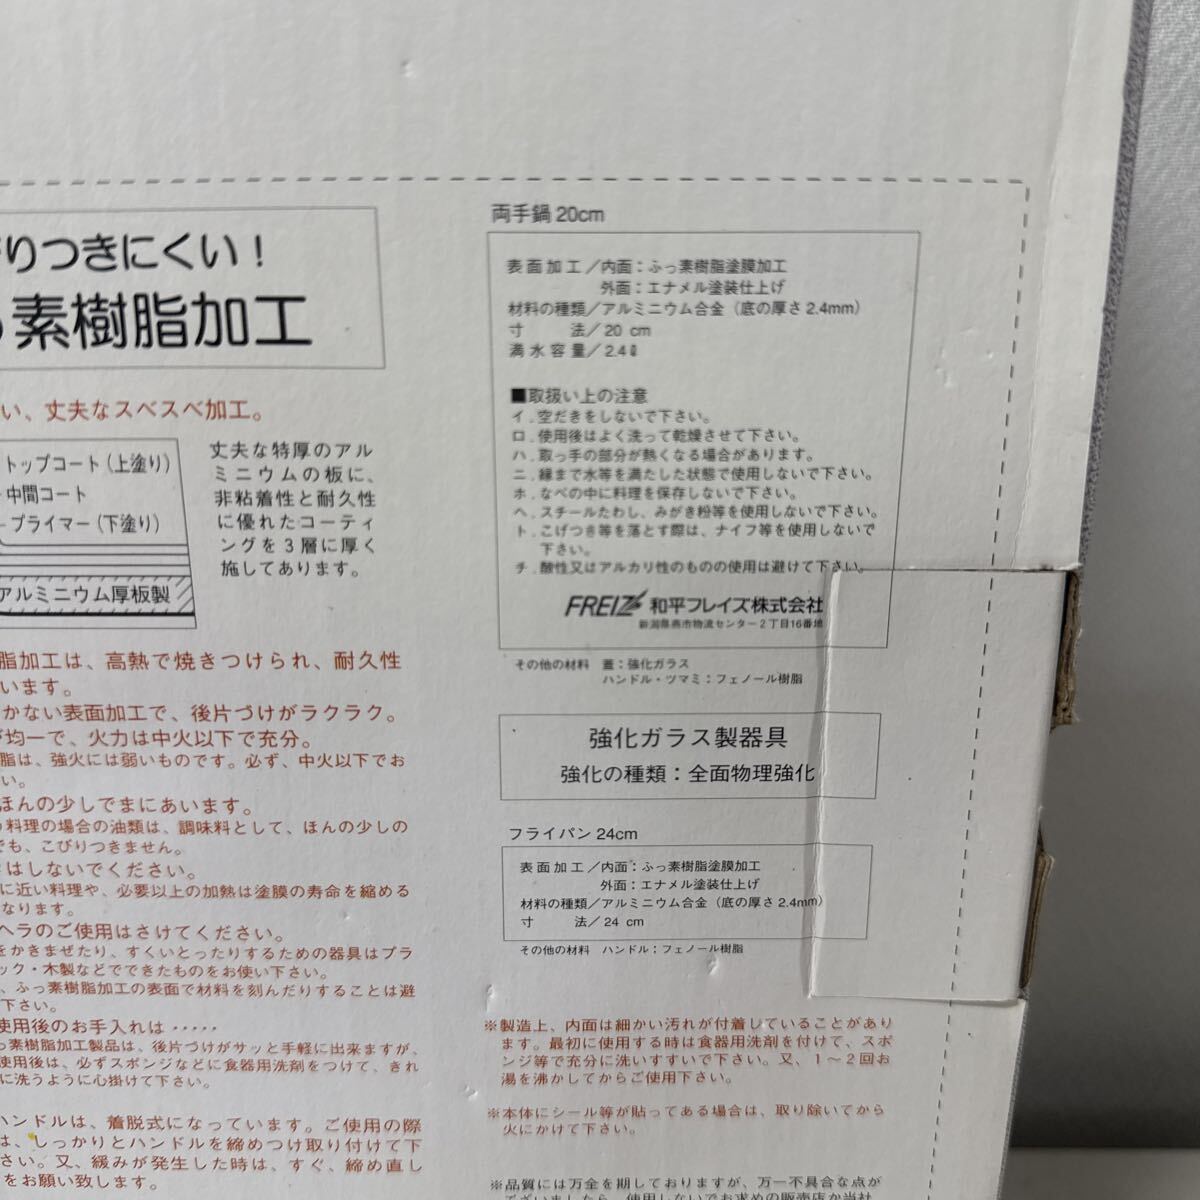 りつきにくい！
素樹脂加工
い、丈夫なスベスベ加工。
トップコート（上塗り）
中間コート
プライマー（下塗り）
アルミニウム厚板製
丈夫な特厚のアル
ミニウムの板に、
非粘着性と耐久性
に優れたコーティ
ングを３層に厚く
施してあります。
脂加工は、高熱で焼きつけられ、耐久性
います。
かない表面加工で、後片づけがラクラク。
均一で、火力は中火以下で充分。
脂は、強火には弱いものです。必ず、中火以下でお
い。
ほんの少しでまにあいます。
料理の場合の油類は、調味料として、ほんの少しの
でも、こびりつきません。
はしないでください。
に近い料理や、必要以上の加熱は塗膜の寿命を縮める
なります。
ヘラのご使用はさけてください。
をかきまぜたり、すくいとったりするための器具はプラ
ック・木製などでできたものをお使い下さい。
、ふっ素樹脂加工の表面で材料を刻んだりすることは避
下さい。
使用後のお手入れは・・・・・
っ素樹脂加工製品は、後片づけがサッと手軽に出来ますが、
使用後は、必ずスポンジなどに食器用洗剤をつけて、きれ
に洗うように心掛けて下さい。
ハンドルは、着脱式になっています。ご使用の際
は、しっかりとハンドルを締めつけ取り付けて下
さい。又、緩みが発生した時は、すぐ、締め直し
をお願い致します。
両手鍋 20cm
表面加工／内面：ふっ素樹脂塗膜加工
外面：エナメル塗装仕上げ
材料の種類／アルミニウム合金（底の厚さ2.4mm）
寸　　法／20 cm
満水容量／2.4ℓ
■取扱い上の注意
イ．空だきをしないで下さい。
ロ．使用後はよく洗って乾燥させて下さい。
ハ．取っ手の部分が熱くなる場合があります。
ニ．縁まで水等を満たした状態で使用しないで下さい。
ホ．なべの中に料理を保存しないで下さい。
ヘ．スチールたわし、みがき粉等を使用しないで下さい。
ト．こげつき等を落とす際は、ナイフ等を使用しないで
下さい。
チ．酸性又はアルカリ性のものの使用は避けて下さい。
FREIZ 和平フレイズ株式会社
新潟県燕市物流センター２丁目16番地
その他の材料　蓋：強化ガラス
ハンドル・ツマミ：フェノール樹脂
強化ガラス製器具
強化の種類：全面物理強化
フライパン 24cm
表面加工／内面：ふっ素樹脂塗膜加工
外面：エナメル塗装仕上げ
材料の種類／アルミニウム合金（底の厚さ2.4mm）
寸　　法／24 cm
その他の材料　ハンドル：フェノール樹脂
※製造上、内面は細かい汚れが付着していることがあり
ます。最初に使用する時は食器用洗剤を付けて、スポ
ンジ等で充分に洗いすすいで下さい。又、１～２回お
湯を沸かしてからご使用下さい。
※本体にシール等が貼ってある場合は、取り除いてから
火にかけて下さい。
※品質には万全を期しておりますが、万一不具合な点が
ございましたら、使用しないでお求めの販売店か当社